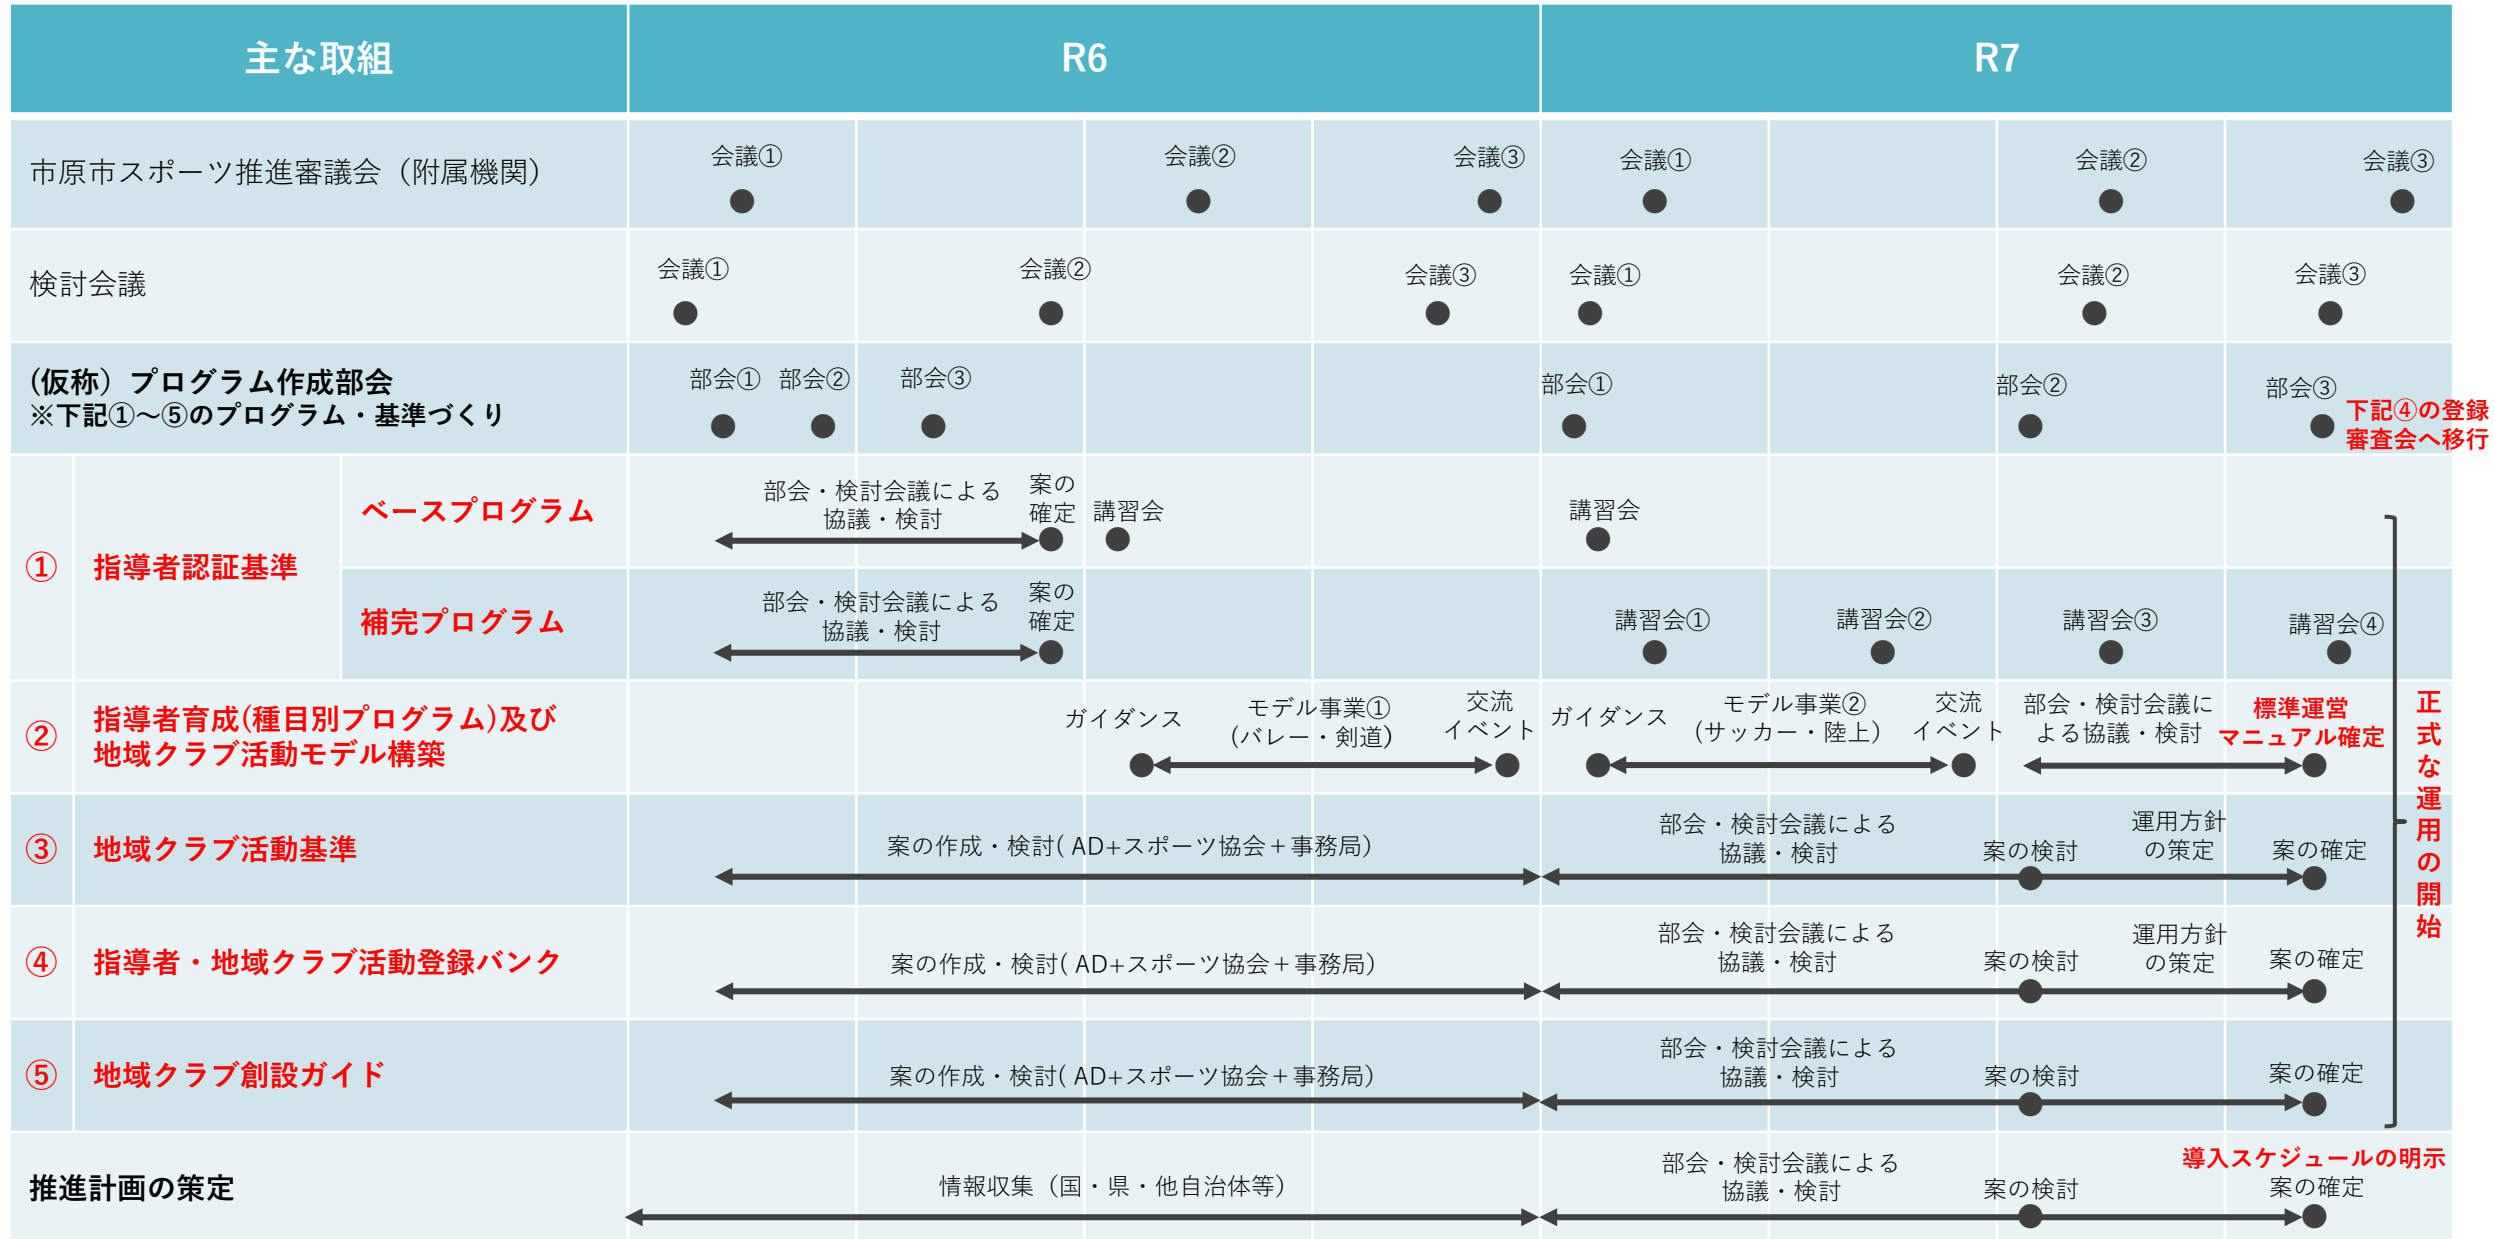 主な取組
R6
R7
市原市スポーツ推進審議会（附属機関）
会議①
会議②
会議③
会議①
会議②
会議③
検討会議
会議①
会議②
会議③
会議①
会議②
会議③
(仮称）プログラム作成部会
※下記①～⑤のプログラム・基準づくり
部会①
部会②
部会③
部会①
部会②
部会③
下記④の登録
審査会へ移行
①
指導者認証基準
ベースプログラム
部会・検討会議による
協議・検討
案の
確定
講習会
講習会
補完プログラム
部会・検討会議による
協議・検討
案の
確定
講習会①
講習会②
講習会③
講習会④
②
指導者育成(種目別プログラム)及び
地域クラブ活動モデル構築
ガイダンス
モデル事業①
（バレー・剣道）
交流
イベント
ガイダンス
モデル事業②
（サッカー・陸上）
交流
イベント
部会・検討会議に
よる協議・検討
標準運営
マニュアル確定
③
地域クラブ活動基準
案の作成・検討( AD+スポーツ協会＋事務局）
部会・検討会議による
協議・検討
案の検討
運用方針
の策定
案の確定
④
指導者・地域クラブ活動登録バンク
案の作成・検討( AD+スポーツ協会＋事務局）
部会・検討会議による
協議・検討
案の検討
運用方針
の策定
案の確定
⑤
地域クラブ創設ガイド
案の作成・検討( AD+スポーツ協会＋事務局）
部会・検討会議による
協議・検討
案の検討
案の確定
正式な運用の開始
推進計画の策定
情報収集（国・県・他自治体等）
部会・検討会議による
協議・検討
案の検討
導入スケジュールの明示
案の確定